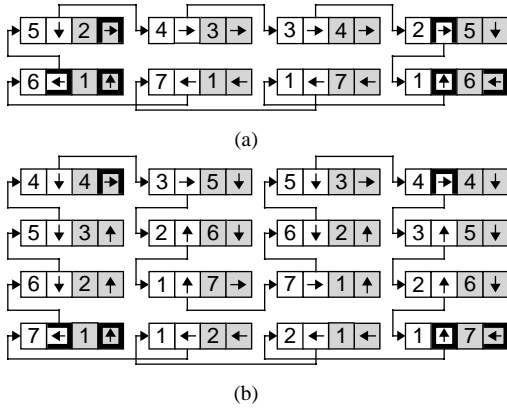 5 ↓ 2 → 4 → 3 → 3 → 4 → 2 → 5 ↓
6 ← 1 ↑ 7 ← 1 ← 1 ← 7 ← 1 ↑ 6 ←
(a)
4 ↓ 4 → 3 → 5 ↓ 5 ↓ 3 → 4 → 4 ↓
5 ↓ 3 ↑ 2 ↑ 6 ↓ 6 ↓ 2 ↑ 3 ↑ 5 ↓
6 ↓ 2 ↑ 1 ↑ 7 → 7 → 1 ↑ 2 ↑ 6 ↓
7 ← 1 ↑ 1 ← 2 ← 2 ← 1 ← 1 ↑ 7 ←
(b)